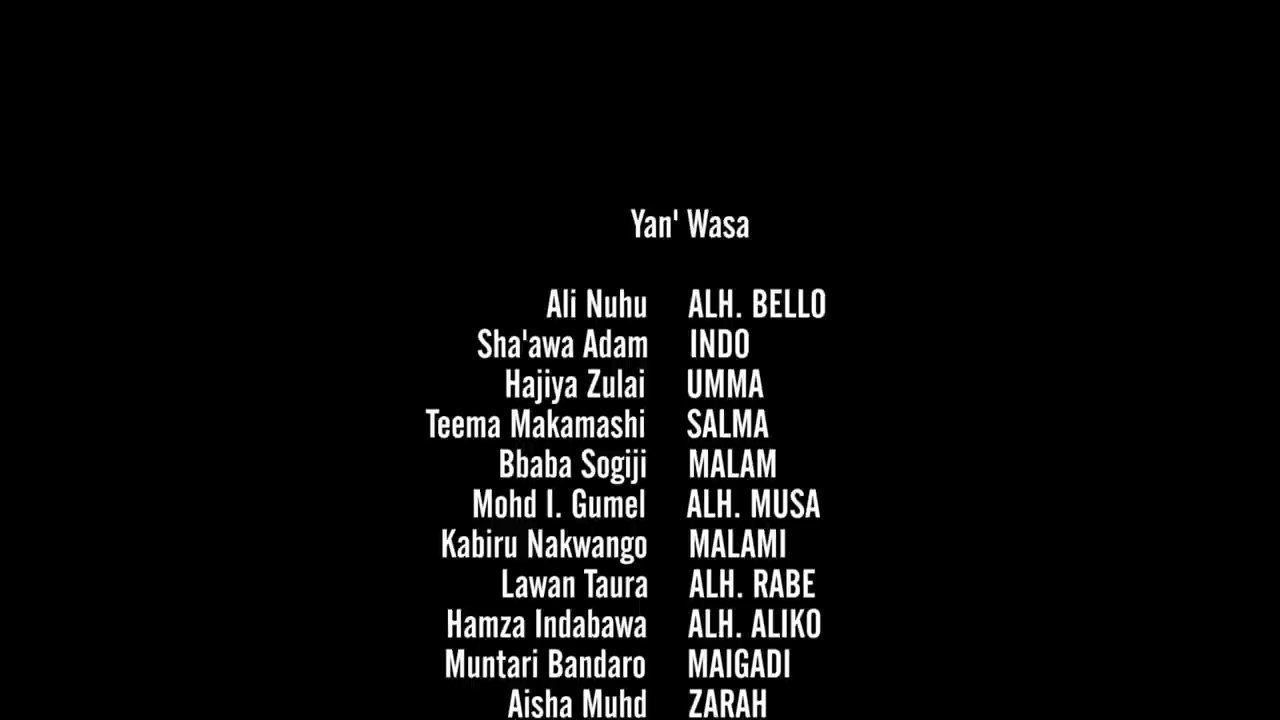 Yan' Wasa
Ali Nuhu ALH. BELLO
Sha'awa Adam INDO
Hajiya Zulai UMMA
Teema Makamashi SALMA
Bbaba Sogiji MALAM
Mohd I. Gumel ALH. MUSA
Kabiru Nakwango MALAMI
Lawan Taura ALH. RABE
Hamza Indabawa ALH. ALIKO
Muntari Bandaro MAIGADI
Aisha Muhd ZARAH